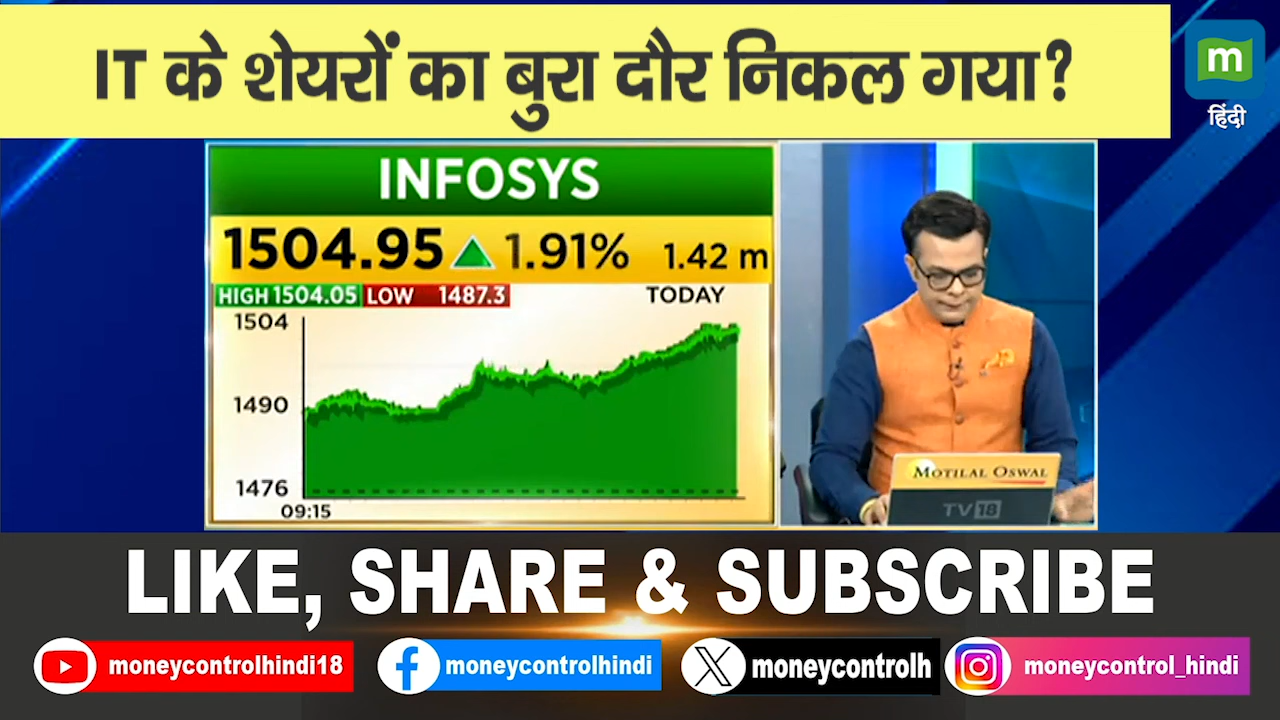 IT के शेयरों का बुरा दौर निकल गया?
m
हिंदी
INFOSYS
1504.95 1.91% 1.42 m
HIGH 1504.05 LOW 1487.3 TODAY
1504
1490
1476
09:15
MOTILAL OSWAL
TV18
LIKE, SHARE & SUBSCRIBE
moneycontrolhindi18 moneycontrolhindi moneycontrolh moneycontrol_hindi